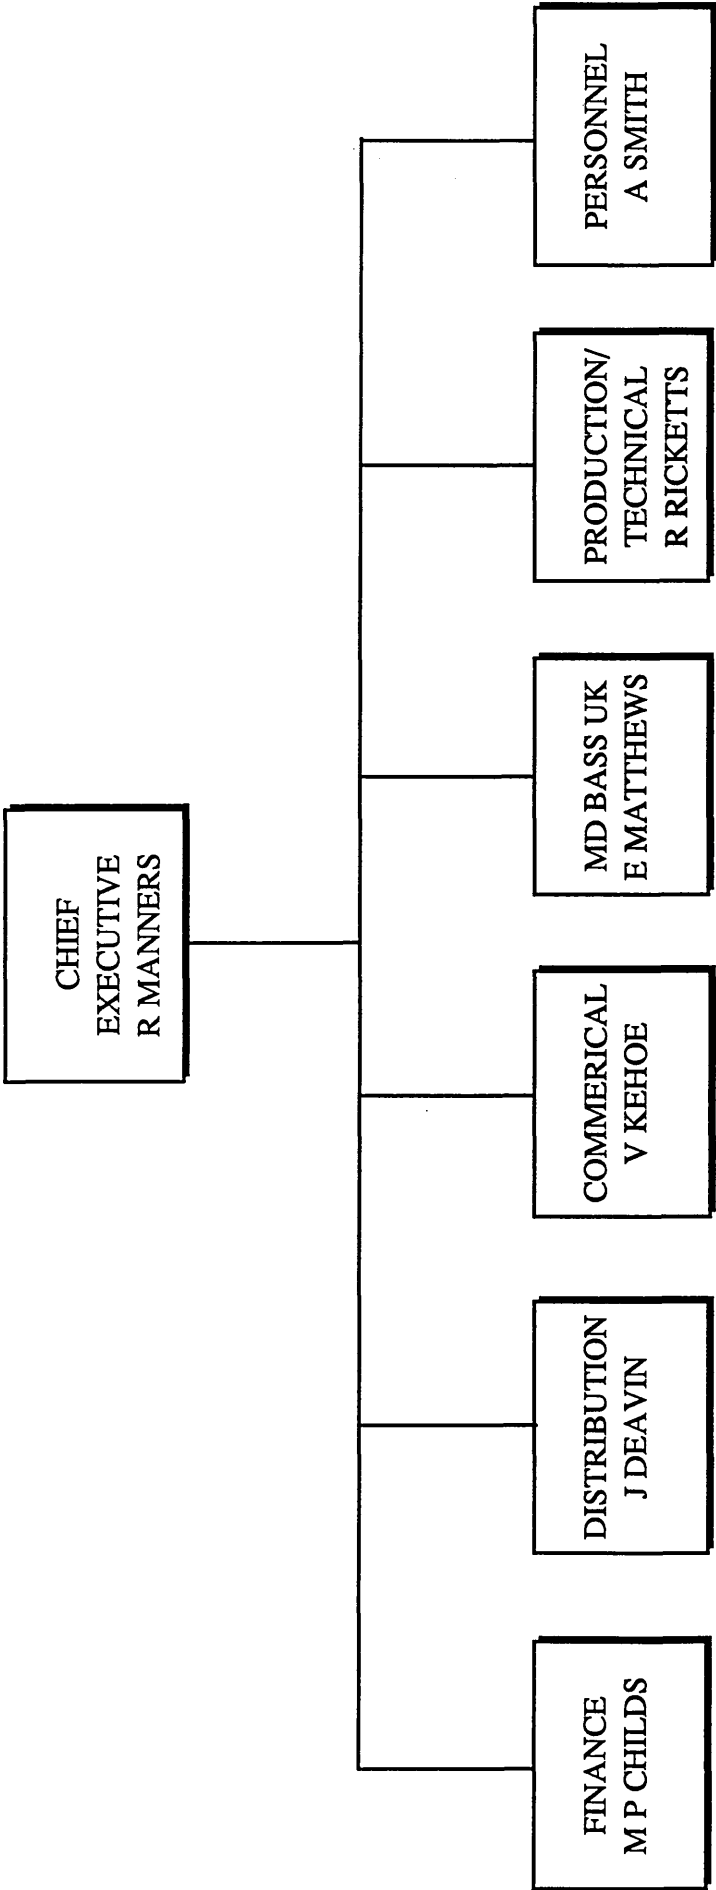 CHIEF
EXECUTIVE
R MANNERS
FINANCE
M P CHILDS
DISTRIBUTION
J DEAVIN
COMMERICAL
V KEHOE
MD BASS UK
E MATTHEWS
PRODUCTION/
TECHNICAL
R RICKETTS
PERSONNEL
A SMITH